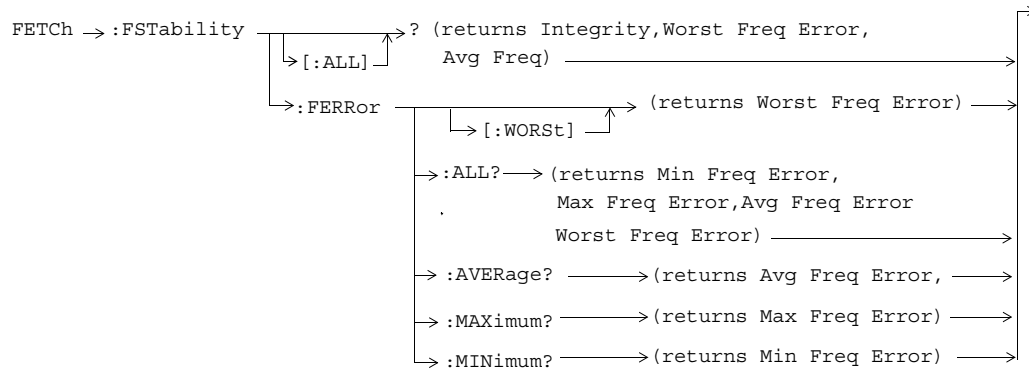 FETCh :FSTability ? (returns Integrity,Worst Freq Error,
[:ALL] Avg Freq)
:FERRor (returns Worst Freq Error)
[:WORSt]
:ALL? (returns Min Freq Error,
Max Freq Error,Avg Freq Error
Worst Freq Error)
:AVERage? (returns Avg Freq Error,
:MAXimum? (returns Max Freq Error)
:MINimum? (returns Min Freq Error)